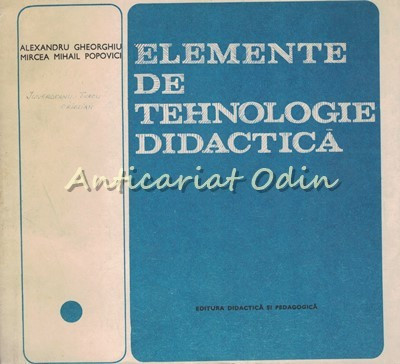 ALEXANDRU GHEORGHIU
MIRCEA MIHAIL POPOVICI
ELEMENTE
DE
TEHNOLOGIE
DIDACTICĂ
Anticariat Odin
EDITURA DIDACTICĂ ȘI PEDAGOGICĂ